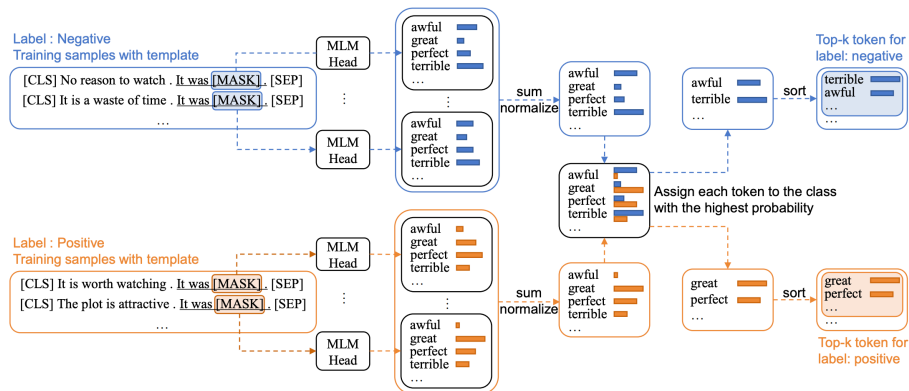 Label : Negative
Training samples with template
[CLS] No reason to watch . It was [MASK] . [SEP]
[CLS] It is a waste of time . It was [MASK] . [SEP]
...
MLM
Head
⋮
MLM
Head
awful
great
perfect
terrible
...
⋮
awful
great
perfect
terrible
...
sum
normalize
awful
great
perfect
terrible
...
awful
terrible
...
sort
Top-k token for
label: negative
terrible
awful
...
...
awful
great
perfect
terrible
...
Assign each token to the class
with the highest probability
Label : Positive
Training samples with template
[CLS] It is worth watching . It was [MASK] . [SEP]
[CLS] The plot is attractive . It was [MASK] . [SEP]
...
MLM
Head
⋮
MLM
Head
awful
great
perfect
terrible
...
⋮
awful
great
perfect
terrible
...
sum
normalize
awful
great
perfect
terrible
...
great
perfect
...
sort
great
perfect
...
...
Top-k token for
label: positive